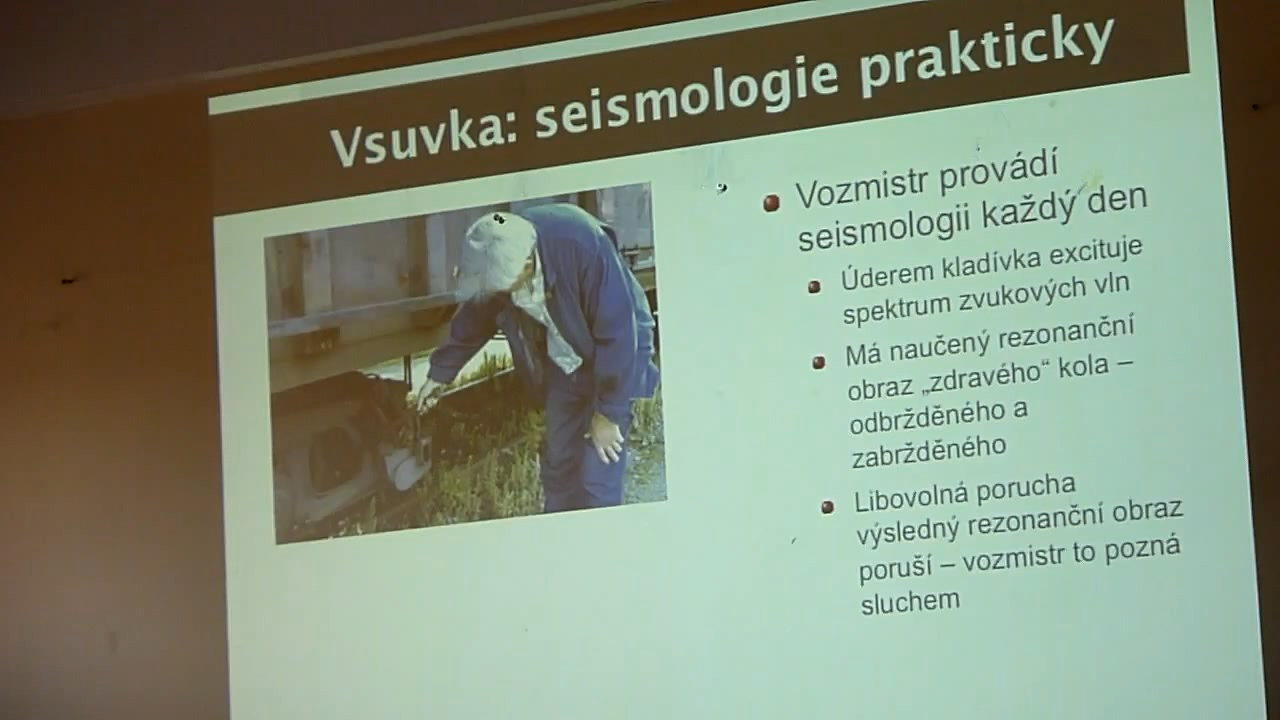 Vsuvka: seismologie prakticky
Vozmistr provádí
seismologii každý den
Úderem kladívka excituje
spektrum zvukových vln
Má naučený rezonanční
obraz „zdravého“ kola –
odbržděného a
zabržděného
Libovolná porucha
výsledný rezonanční obraz
poruší – vozmistr to pozná
sluchem